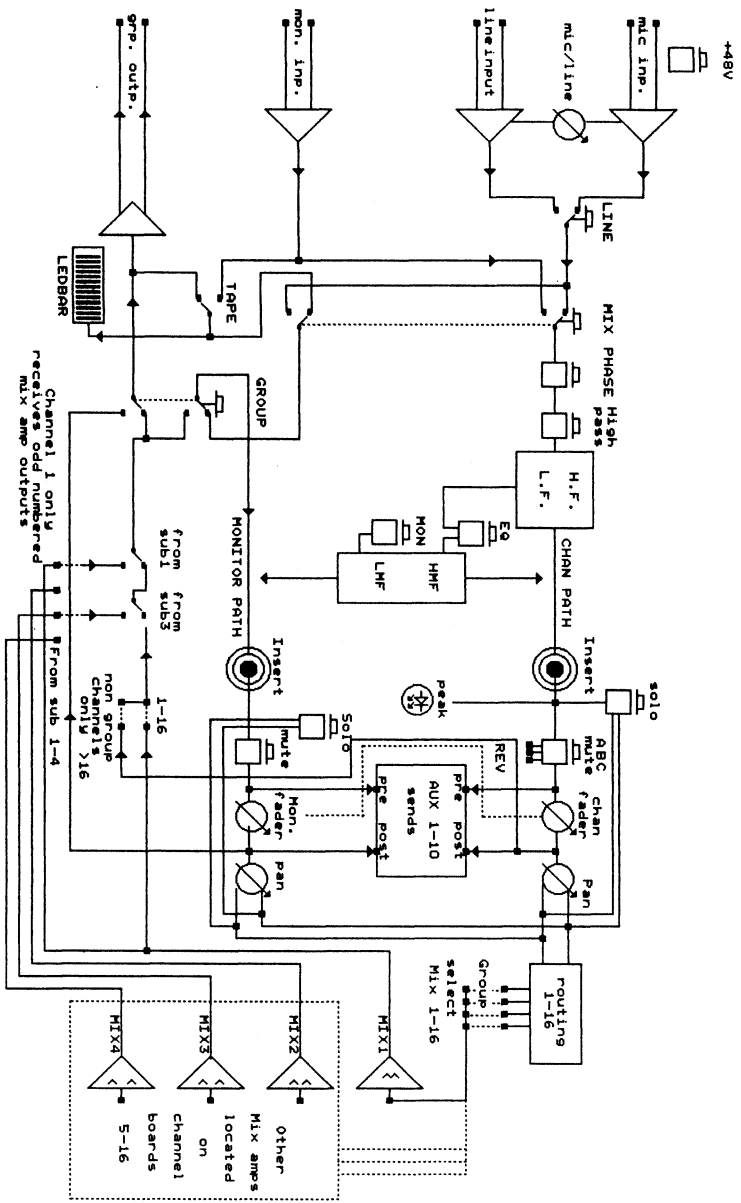 +48V
mic inp.
mic/line
line input
mon. inp.
grp. outp.
LINE
MIX
PHASE
High
pass
H.F.
L.F.
CHAN PATH
Insert
solo
ABC
mute
chan
fader
Pan
routing
1-16
EQ
MON
HMF
LMF
peak
REV
pre
post
AUX 1-10
sends
pre
post
Group
select
Mix 1-16
TAPE
LEDBAR
GROUP
MONITOR PATH
Insert
Solo
mute
Mon.
fader
pan
from
sub1
from
sub3
1-16
non group
channels
only >16
From sub 1-4
Channel 1 only
receives odd numbered
mix amp outputs
MIX1
MIX2
MIX3
MIX4
Other
Mix amps
located
on
channel
boards
5-16